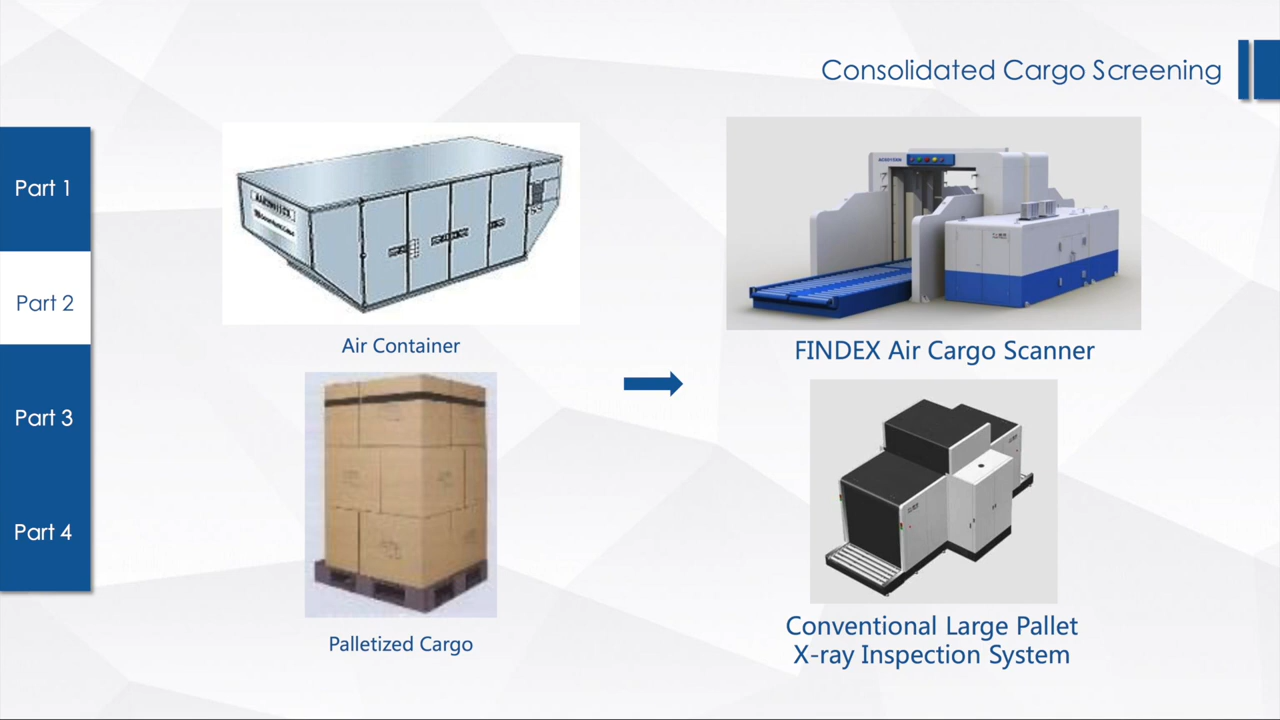 Consolidated Cargo Screening
Part 1
Part 2
Part 3
Part 4
Air Container
Palletized Cargo
FINDEX Air Cargo Scanner
Conventional Large Pallet
X-ray Inspection System